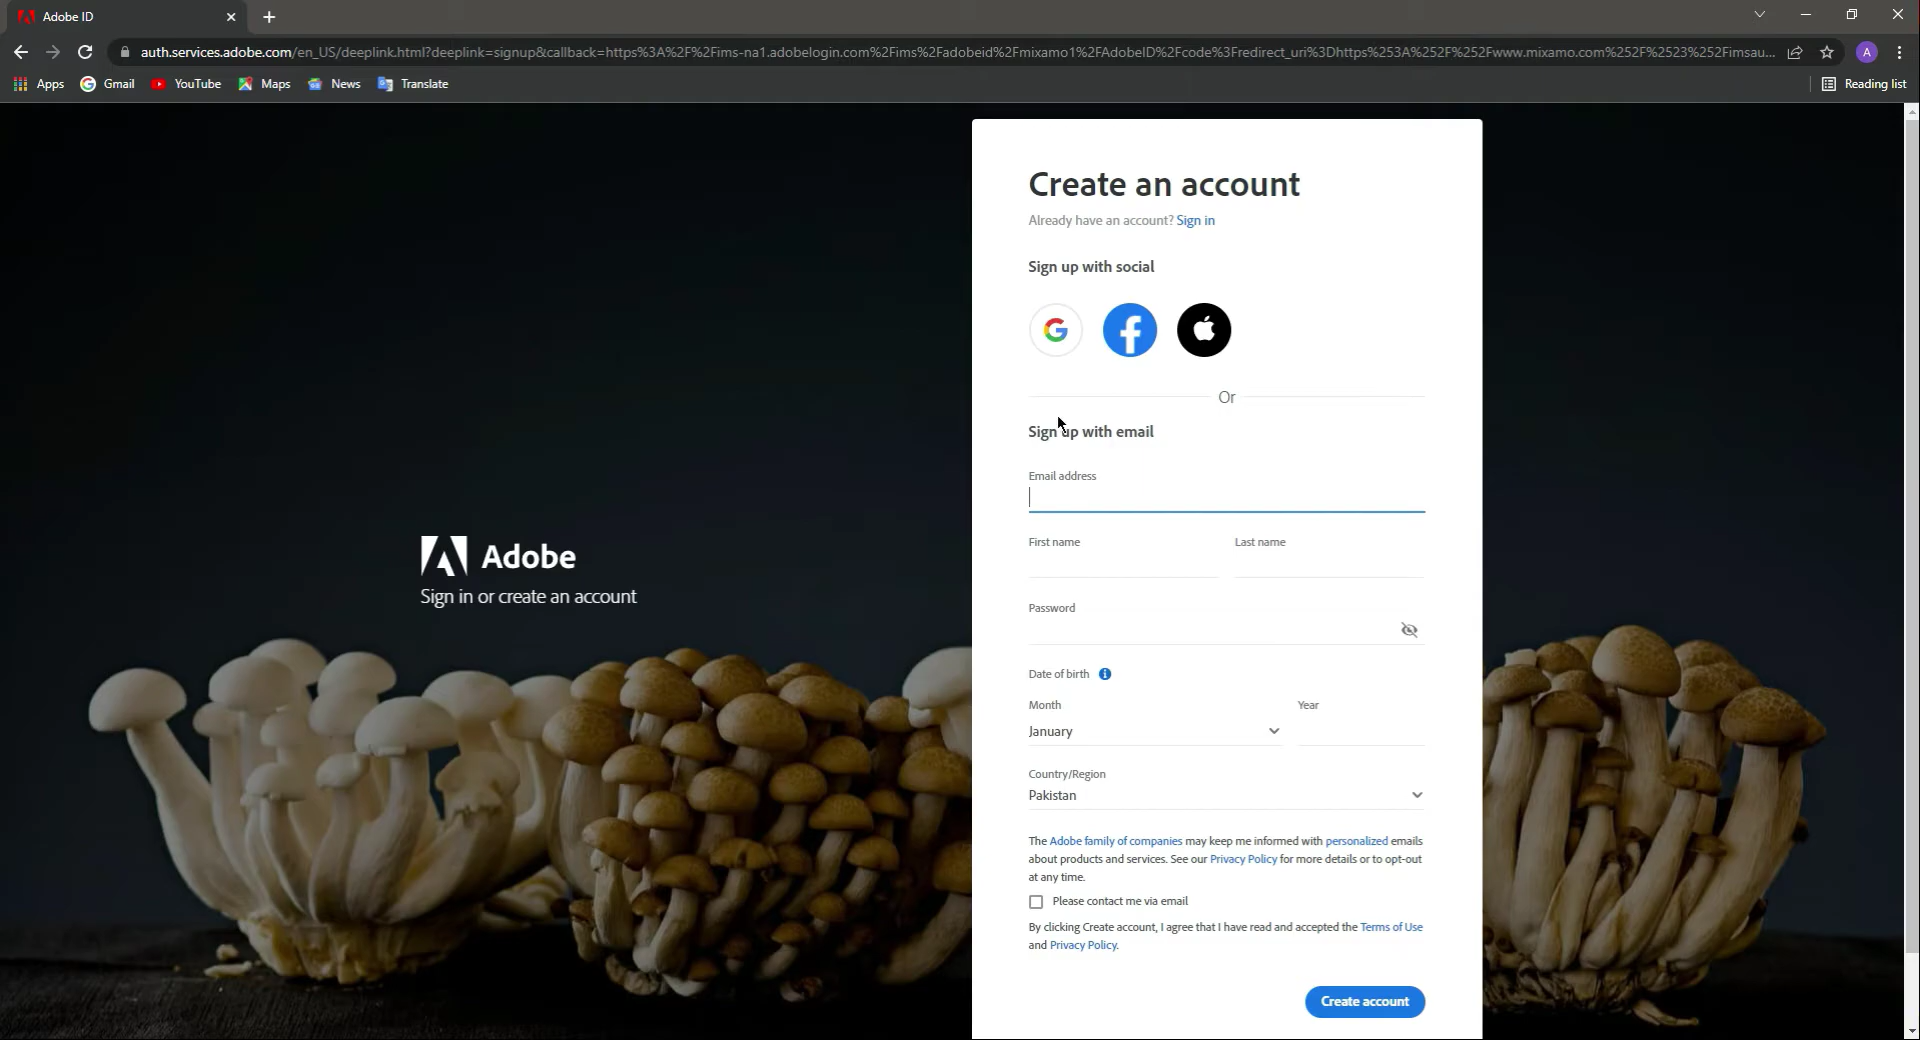 Adobe ID
auth.services.adobe.com/en_US/deeplink.html?deeplink=signup&callback=https%3A%2F%2Fims-na1.adobelogin.com%2Fims%2Fadobeid%2Fmixamo1%2FAdobeID%2Fcode%3Fredirect_uri%3Dhttps%253A%252F%252Fwww.mixamo.com%252F%2523%252Fimsau...
A
Apps Gmail YouTube Maps News Translate Reading list
Create an account
Already have an account? Sign in
Sign up with social
Or
Sign up with email
Email address
First name Last name
Password
Date of birth
Month Year
January
Country/Region
Pakistan
The Adobe family of companies may keep me informed with personalized emails
about products and services. See our Privacy Policy for more details or to opt-out
at any time.
Please contact me via email
By clicking Create account, I agree that I have read and accepted the Terms of Use
and Privacy Policy.
Create account
Adobe
Sign in or create an account